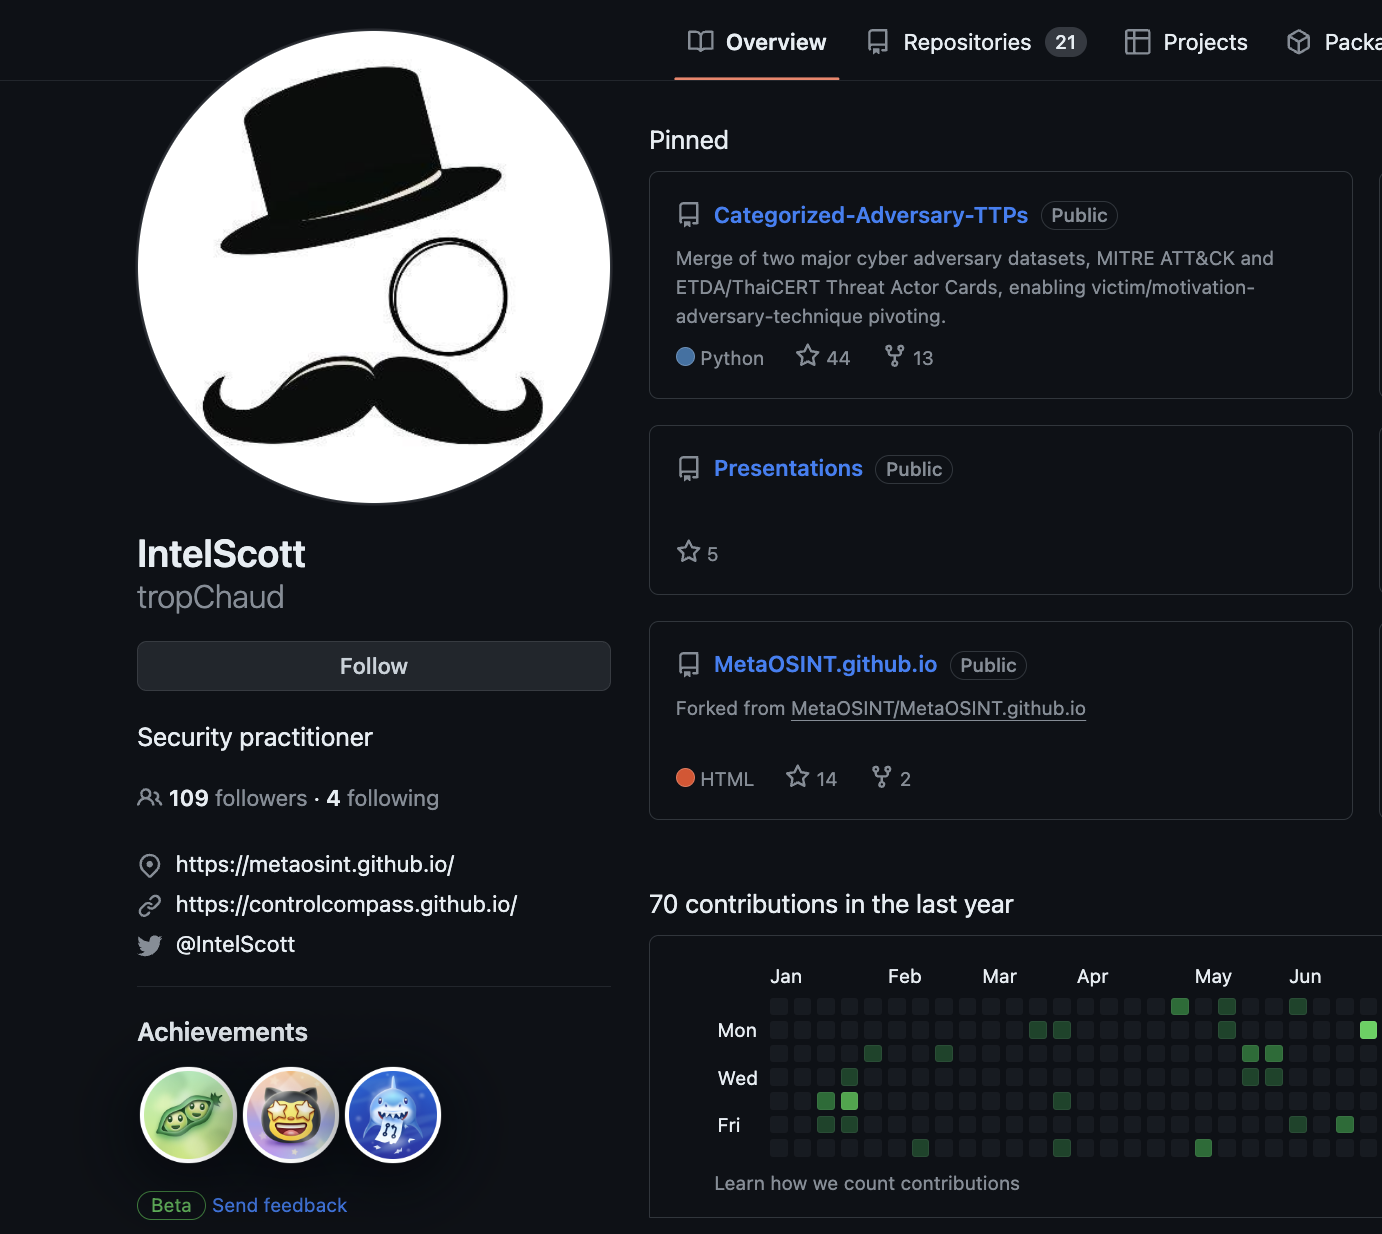 Overview Repositories 21 Projects
Pinned
Categorized-Adversary-TTPs Public
Merge of two major cyber adversary datasets, MITRE ATT&CK and
ETDA/ThaiCERT Threat Actor Cards, enabling victim/motivation-
adversary-technique pivoting.
Python 44 13
Presentations Public
5
MetaOSINT.github.io Public
Forked from MetaOSINT/MetaOSINT.github.io
HTML 14 2
IntelScott
tropChaud
Follow
Security practitioner
109 followers · 4 following
https://metaosint.github.io/
https://controlcompass.github.io/
@IntelScott
Achievements
Beta Send feedback
70 contributions in the last year
Jan Feb Mar Apr May Jun
Mon
Wed
Fri
Learn how we count contributions